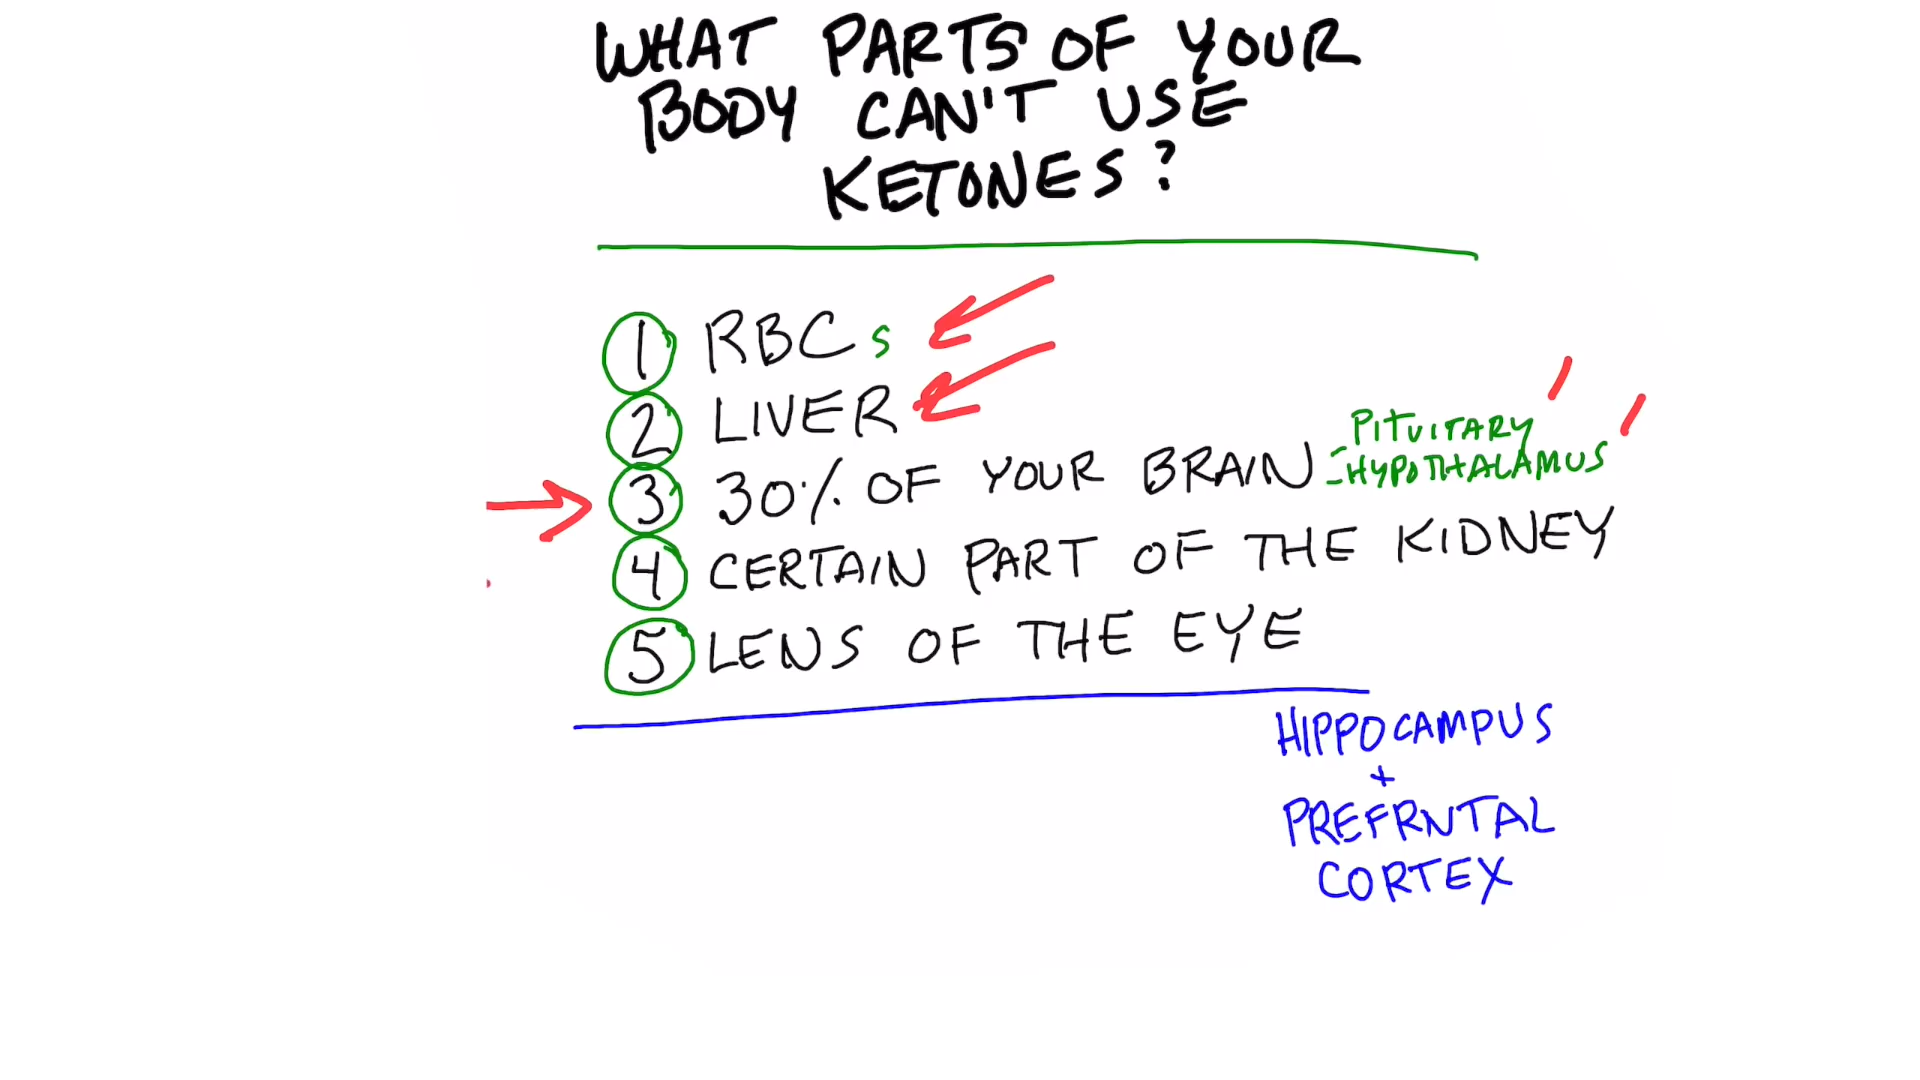 WHAT PARTS OF YOUR
BODY CAN'T USE
KETONES?
1 RBCs
2 LIVER
3 30% OF YOUR BRAIN
PITUITARY
=HYPOTHALAMUS
4 CERTAIN PART OF THE KIDNEY
5 LENS OF THE EYE
HIPPOCAMPUS
+
PREFRNTAL
CORTEX